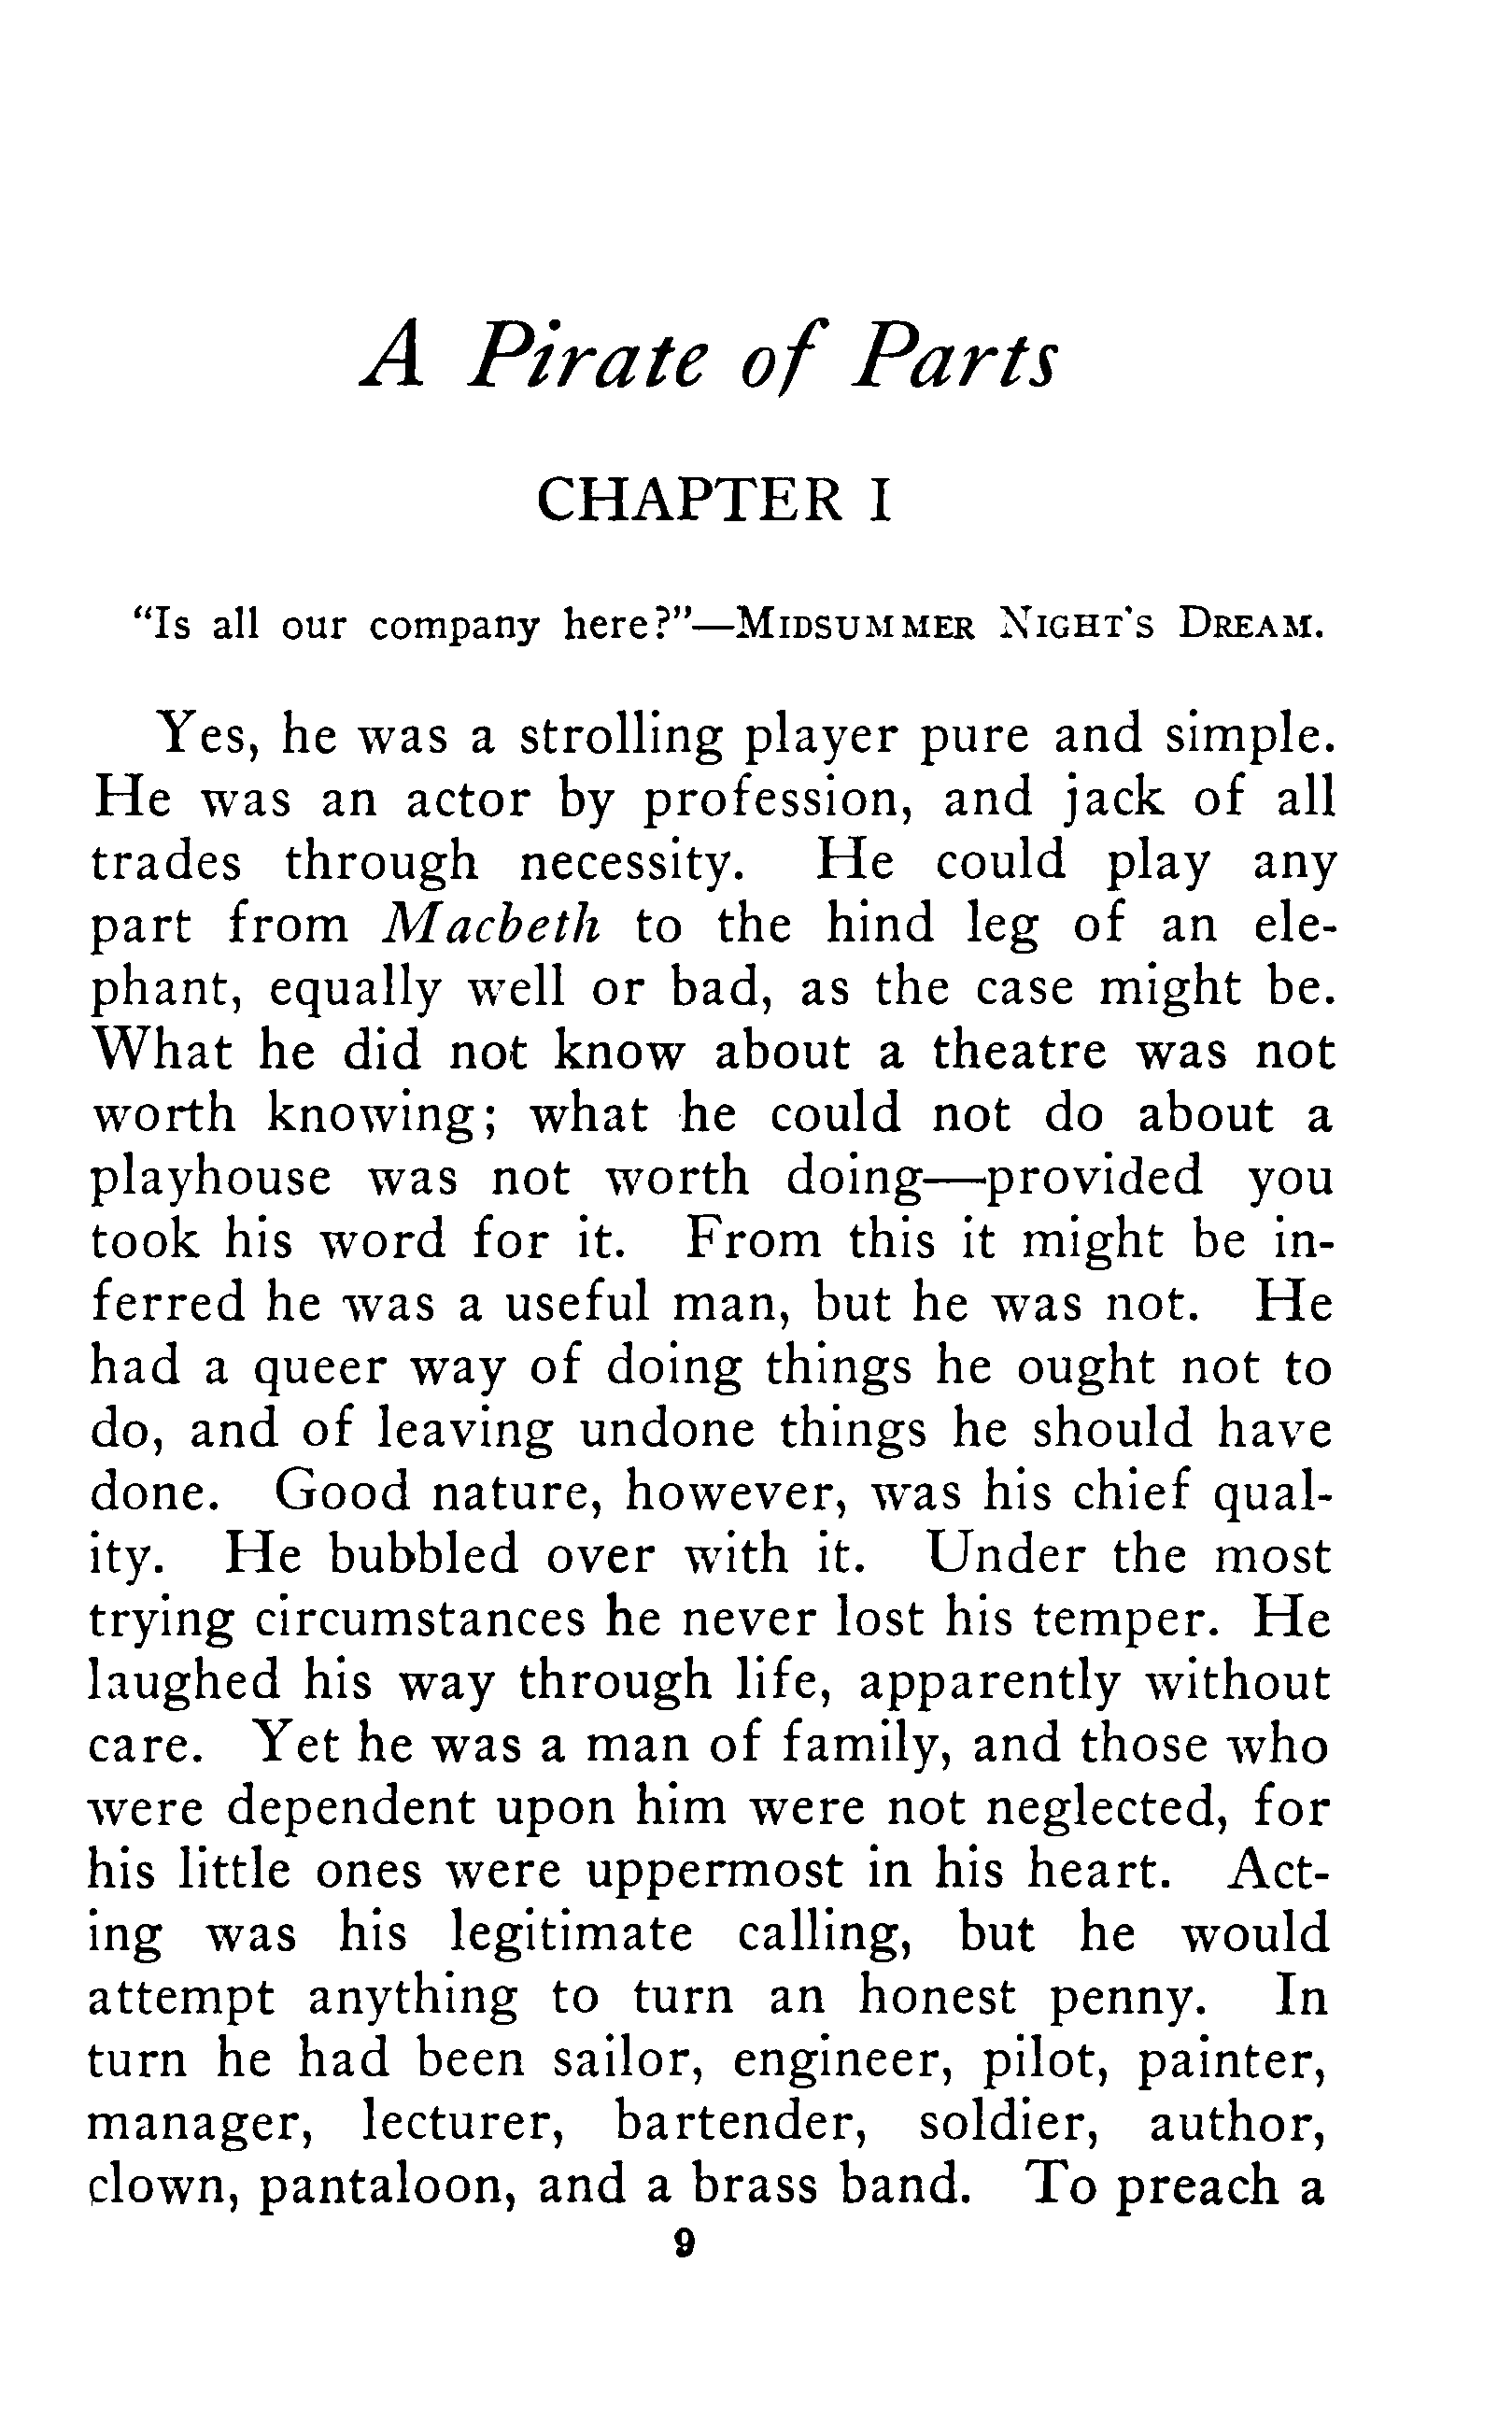 A Pirate of Parts
CHAPTER I
"Is all our company here?"—MIDSUMMER NIGHT'S DREAM.
Yes, he was a strolling player pure and simple.
He was an actor by profession, and jack of all
trades through necessity. He could play any
part from Macbeth to the hind leg of an ele-
phant, equally well or bad, as the case might be.
What he did not know about a theatre was not
worth knowing; what he could not do about a
playhouse was not worth doing—provided you
took his word for it. From this it might be in-
ferred he was a useful man, but he was not. He
had a queer way of doing things he ought not to
do, and of leaving undone things he should have
done. Good nature, however, was his chief qual-
ity. He bubbled over with it. Under the most
trying circumstances he never lost his temper. He
laughed his way through life, apparently without
care. Yet he was a man of family, and those who
were dependent upon him were not neglected, for
his little ones were uppermost in his heart. Act-
ing was his legitimate calling, but he would
attempt anything to turn an honest penny. In
turn he had been sailor, engineer, pilot, painter,
manager, lecturer, bartender, soldier, author,
clown, pantaloon, and a brass band. To preach a
9